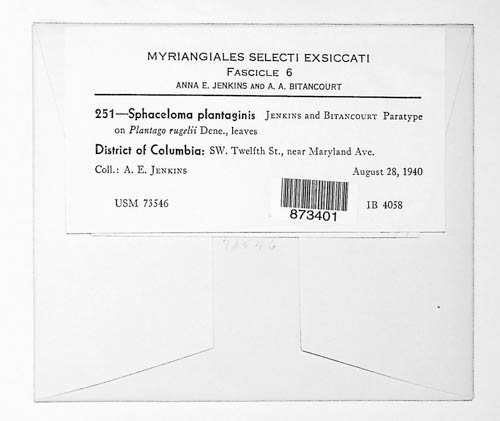 MYRIANGIALES SELECTI EXSICCATI
FASCICLE 6
ANNA E. JENKINS AND A. A. BITANCOURT
251—Sphaceloma plantaginis JENKINS and BITANCOURT Paratype
on Plantago rugelii Dcne., leaves
District of Columbia: SW. Twelfth St., near Maryland Ave.
Coll.: A. E. JENKINS August 28, 1940
USM 73546 IB 4058
873401